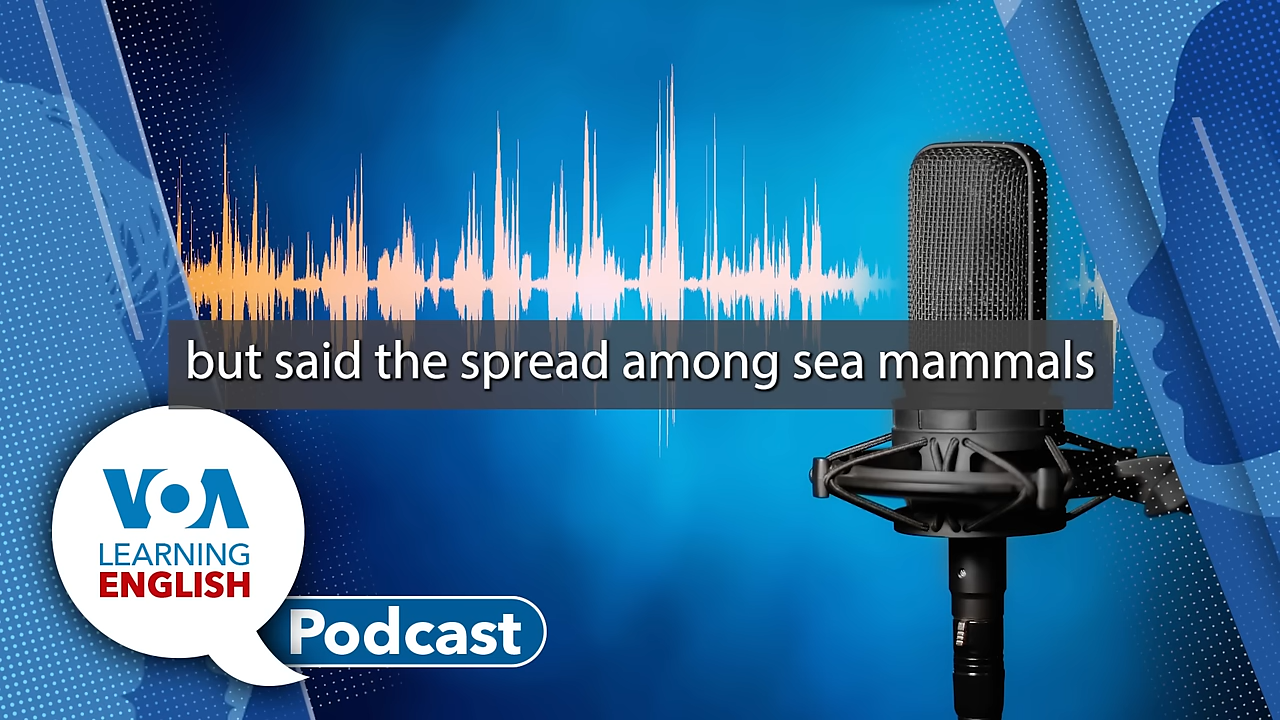 but said the spread among sea mammals
VOA
LEARNING
ENGLISH
Podcast